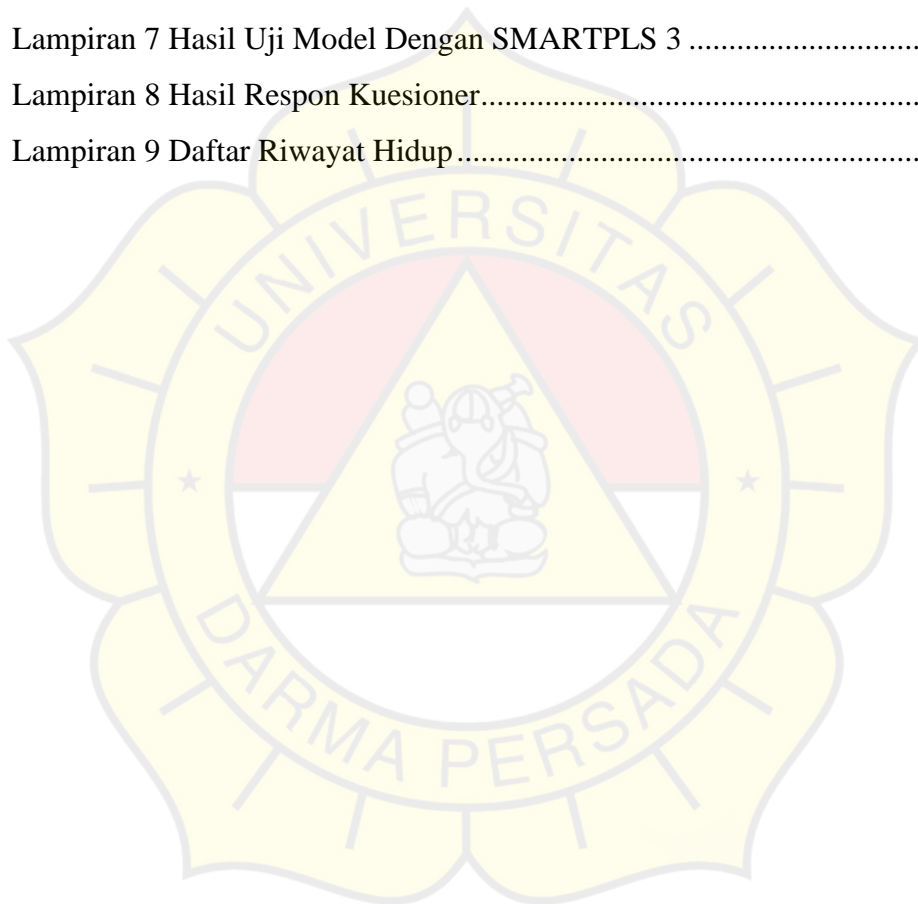 Lampiran 7 Hasil Uji Model Dengan SMARTPLS 3 .............................
Lampiran 8 Hasil Respon Kuesioner.......................................................
Lampiran 9 Daftar Riwayat Hidup..........................................................
UNIVERSITAS
DARMA PERSADA